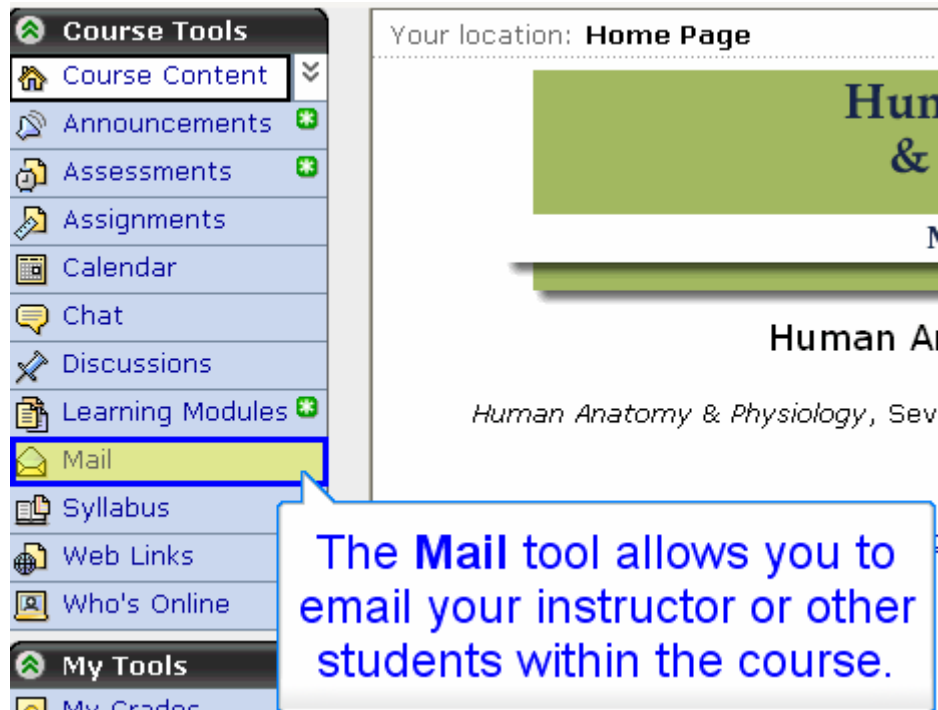 Course Tools
Course Content
Announcements
Assessments
Assignments
Calendar
Chat
Discussions
Learning Modules
Mail
Syllabus
Web Links
Who's Online
My Tools
My Grades
Your location: Home Page
&
Human
Human Anatomy & Physiology, Sev
The Mail tool allows you to
email your instructor or other
students within the course.